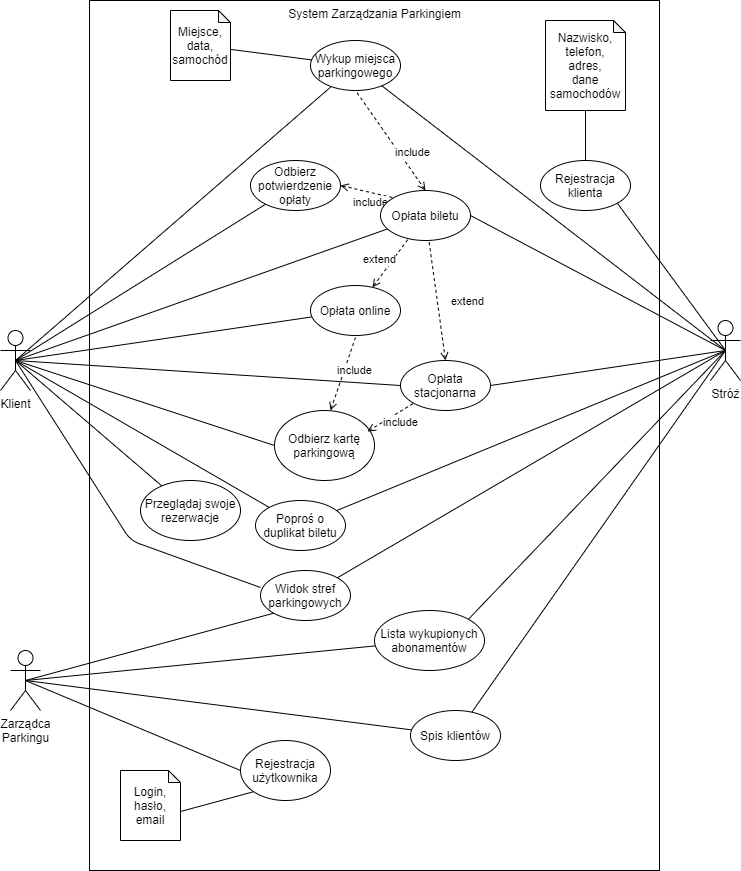 System Zarządzania Parkingiem
Miejsce,
data,
samochód
Wykup miejsca
parkingowego
Nazwisko,
telefon,
adres,
dane
samochodów
include
Odbierz
potwierdzenie
opłaty
Rejestracja
klienta
include
Opłata biletu
extend
Opłata online
extend
include
Klient
Opłata
stacjonarna
Stróż
include
Odbierz kartę
parkingową
Przeglądaj swoje
rezerwacje
Poproś o
duplikat biletu
Widok stref
parkingowych
Lista wykupionych
abonamentów
Zarządca
Parkingu
Spis klientów
Rejestracja
użytkownika
Login,
hasło,
email